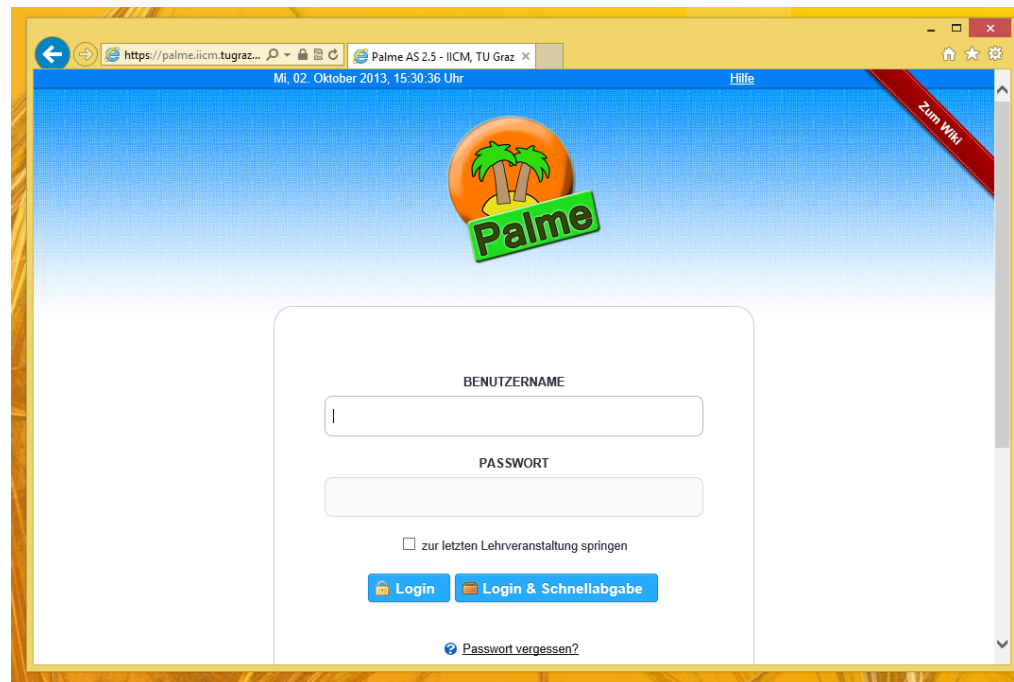 https://palme.iicm.tugraz...
Palme AS 2.5 - IICM, TU Graz
Mi, 02. Oktober 2013, 15:30:36 Uhr
Hilfe
Zum Wiki
Palme
BENUTZERNAME
PASSWORT
zur letzten Lehrveranstaltung springen
Login
Login & Schnellabgabe
Passwort vergessen?